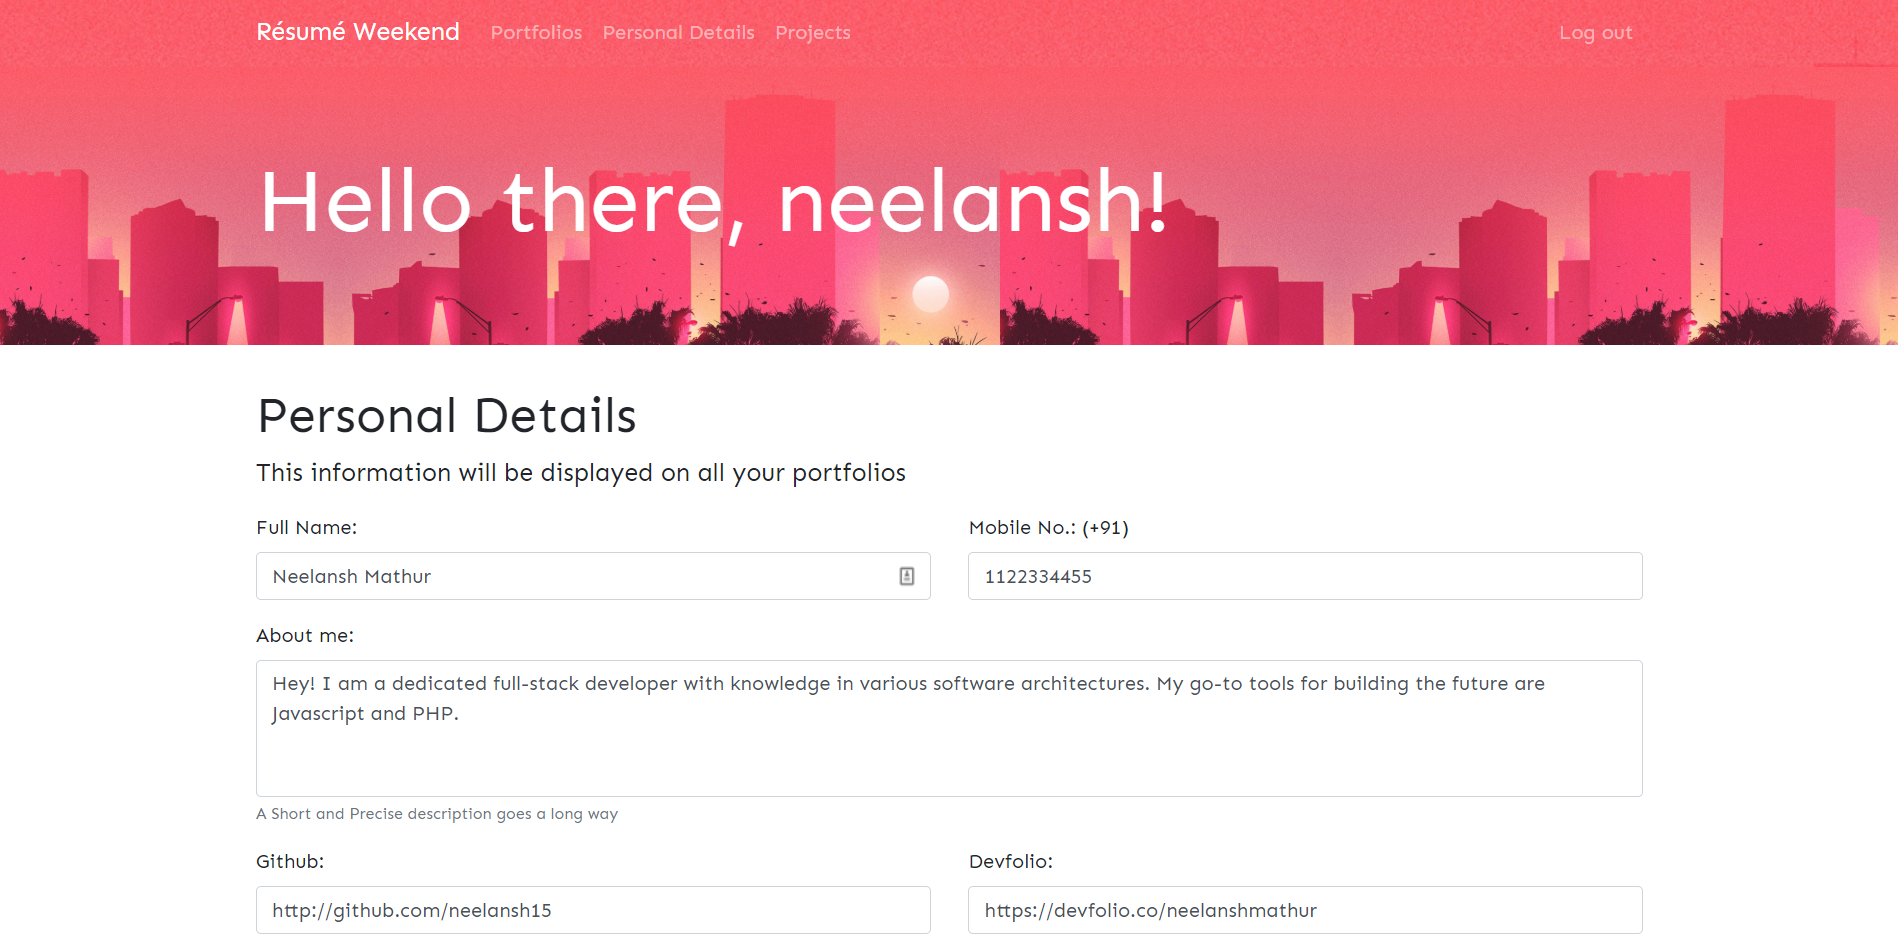 Résumé Weekend Portfolios Personal Details Projects Log out
Hello there, neelansh!
Personal Details
This information will be displayed on all your portfolios
Full Name: Mobile No.: (+91)
Neelansh Mathur 1122334455
About me:
Hey! I am a dedicated full-stack developer with knowledge in various software architectures. My go-to tools for building the future are
Javascript and PHP.
A Short and Precise description goes a long way
Github: Devfolio:
http://github.com/neelansh15 https://devfolio.co/neelanshmathur